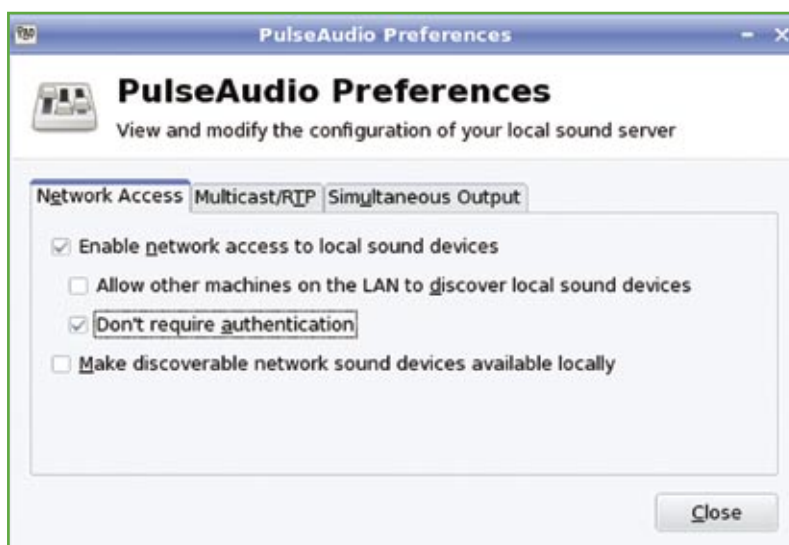 PulseAudio Preferences
PulseAudio Preferences
View and modify the configuration of your local sound server
Network Access Multicast/RTP Simultaneous Output
Enable network access to local sound devices
Allow other machines on the LAN to discover local sound devices
Don't require authentication
Make discoverable network sound devices available locally
Close